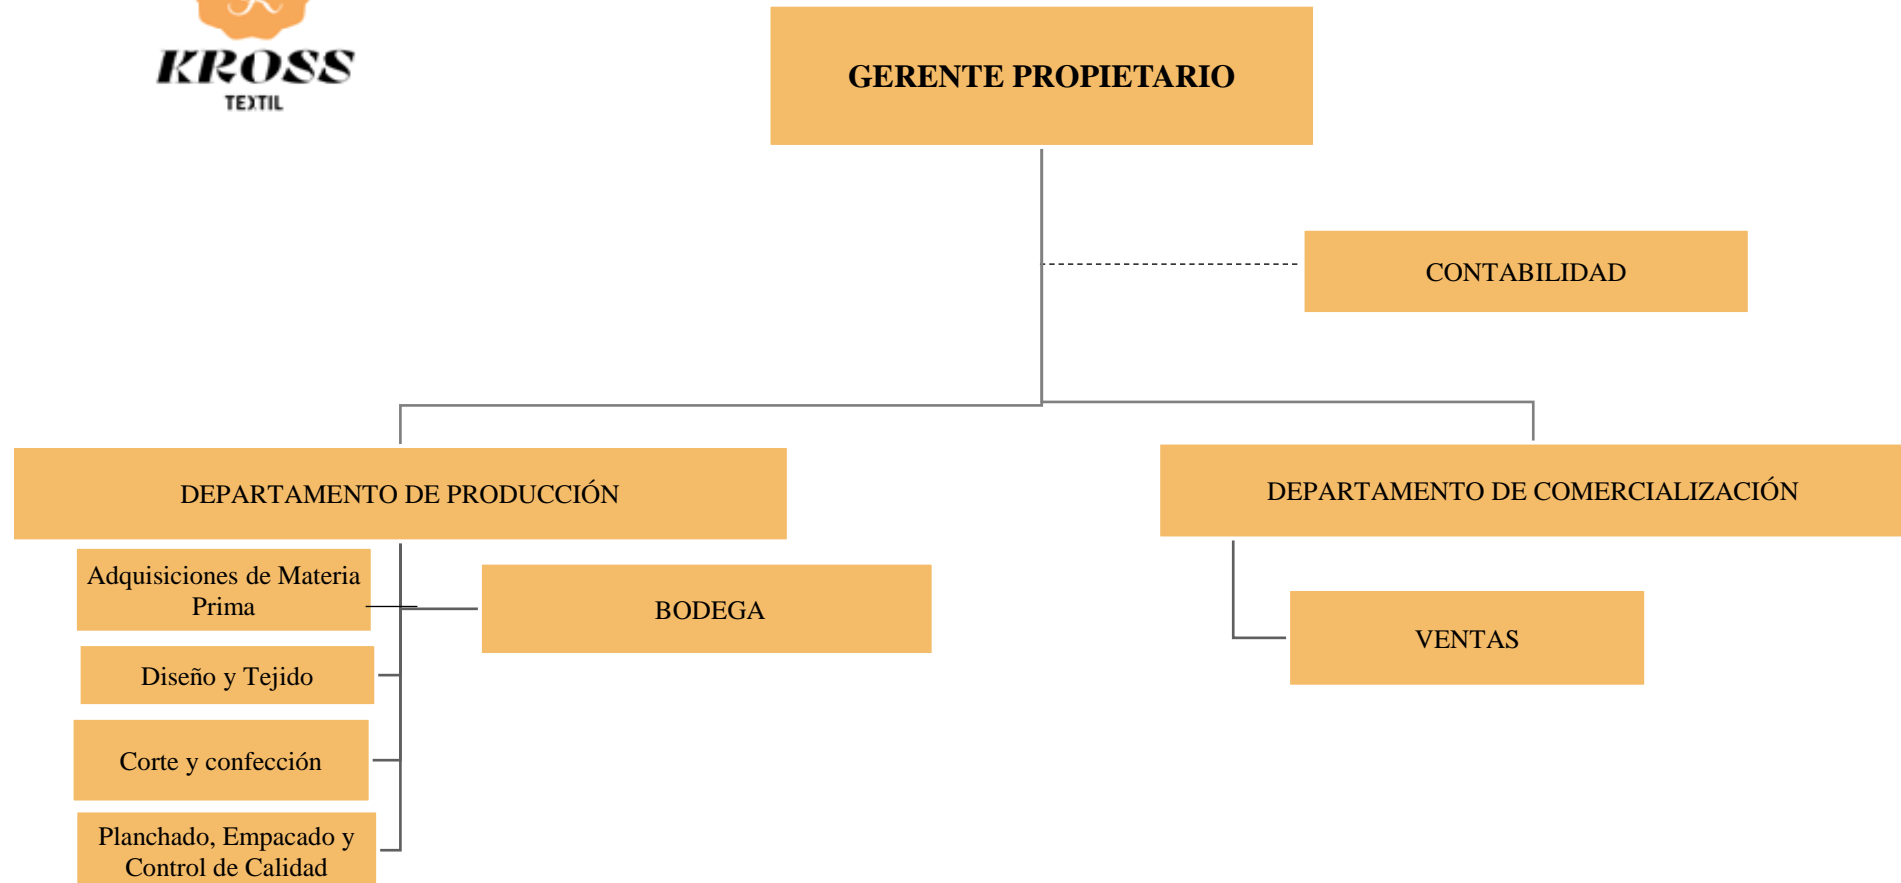 KROSS
TEXTIL
GERENTE PROPIETARIO
CONTABILIDAD
DEPARTAMENTO DE PRODUCCIÓN
DEPARTAMENTO DE COMERCIALIZACIÓN
Adquisiciones de Materia
Prima
BODEGA
VENTAS
Diseño y Tejido
Corte y confección
Planchado, Empacado y
Control de Calidad